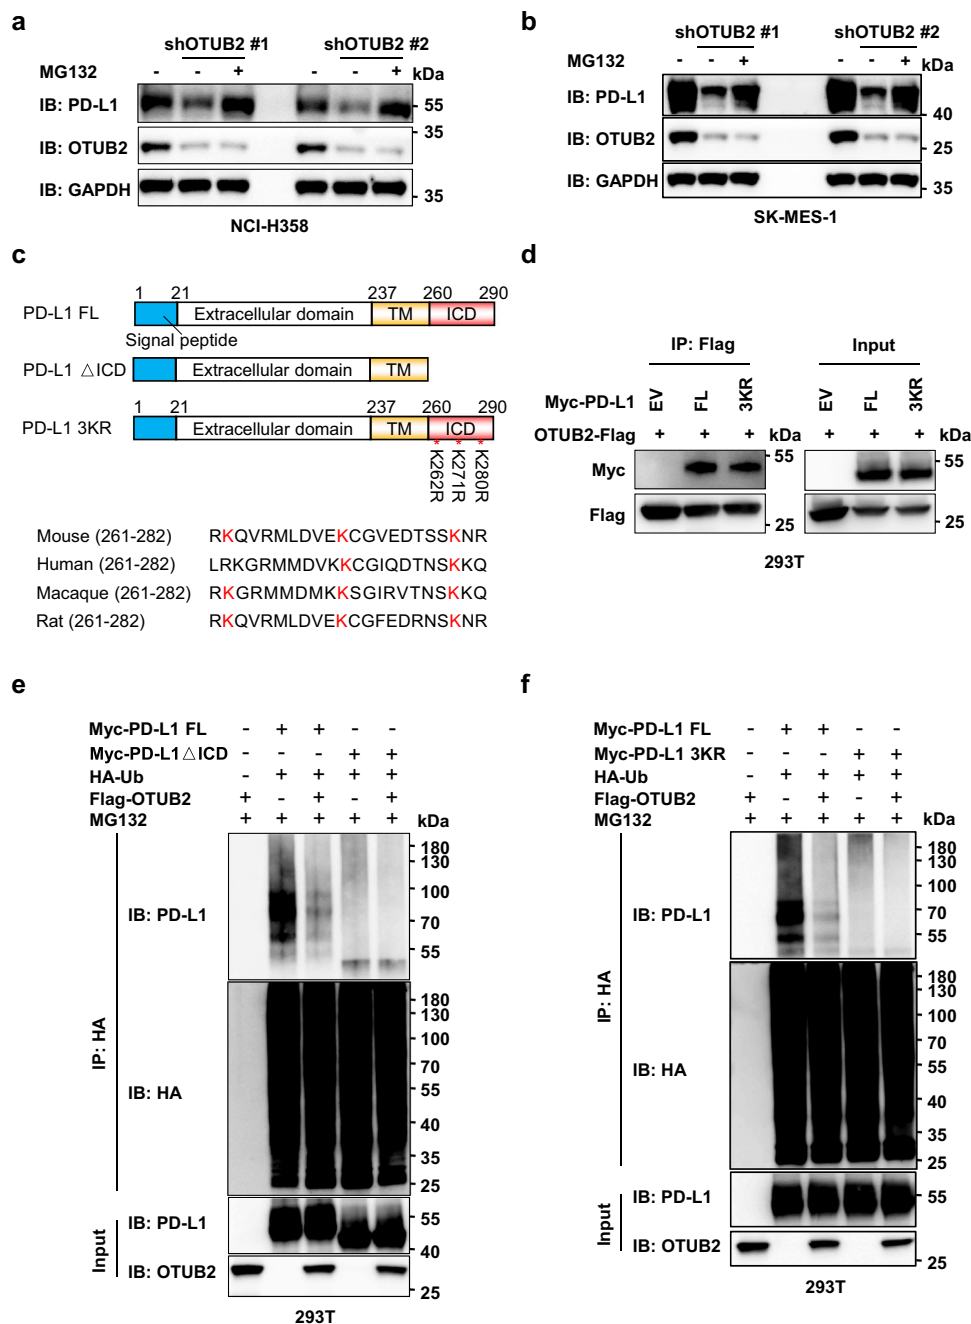 a
shOTUB2 #1 shOTUB2 #2
MG132 - - + - - + kDa
IB: PD-L1 55
IB: OTUB2 35
IB: GAPDH 35
NCI-H358
b
shOTUB2 #1 shOTUB2 #2
MG132 - - + - - + kDa
IB: PD-L1 40
IB: OTUB2 25
IB: GAPDH 35
SK-MES-1
c
1 21 237 260 290
PD-L1 FL Extracellular domain TM ICD
Signal peptide
PD-L1 △ICD Extracellular domain TM
1 21 237 260 290
PD-L1 3KR Extracellular domain TM ICD
* * *
K262R K271R K280R
Mouse (261-282) RKQVRMLDVEKCGVEDTSSKNR
Human (261-282) LRKGRMMDVKKCGIQDTNSKKQ
Macaque (261-282) RKGRMMDMKKSGIRVTNSKKQ
Rat (261-282) RKQVRMLDVEKCGFEDRNSKNR
d
IP: Flag Input
Myc-PD-L1 EV FL 3KR EV FL 3KR
OTUB2-Flag + + + kDa + + + kDa
Myc 55 55
Flag 25 25
293T
e
Myc-PD-L1 FL - + + - -
Myc-PD-L1△ICD - - - + +
HA-Ub - + + + +
Flag-OTUB2 + - + - +
MG132 + + + + + kDa
IP: HA
IB: PD-L1
180
130
100
70
55
IB: HA
180
130
100
70
55
40
35
25
Input
IB: PD-L1
55
40
IB: OTUB2
25
293T
f
Myc-PD-L1 FL - + + - -
Myc-PD-L1 3KR - - - + +
HA-Ub - + + + +
Flag-OTUB2 + - + - +
MG132 + + + + + kDa
IP: HA
IB: PD-L1
180
130
100
70
55
IB: HA
180
130
100
70
55
40
35
25
Input
IB: PD-L1 55
IB: OTUB2
25
293T